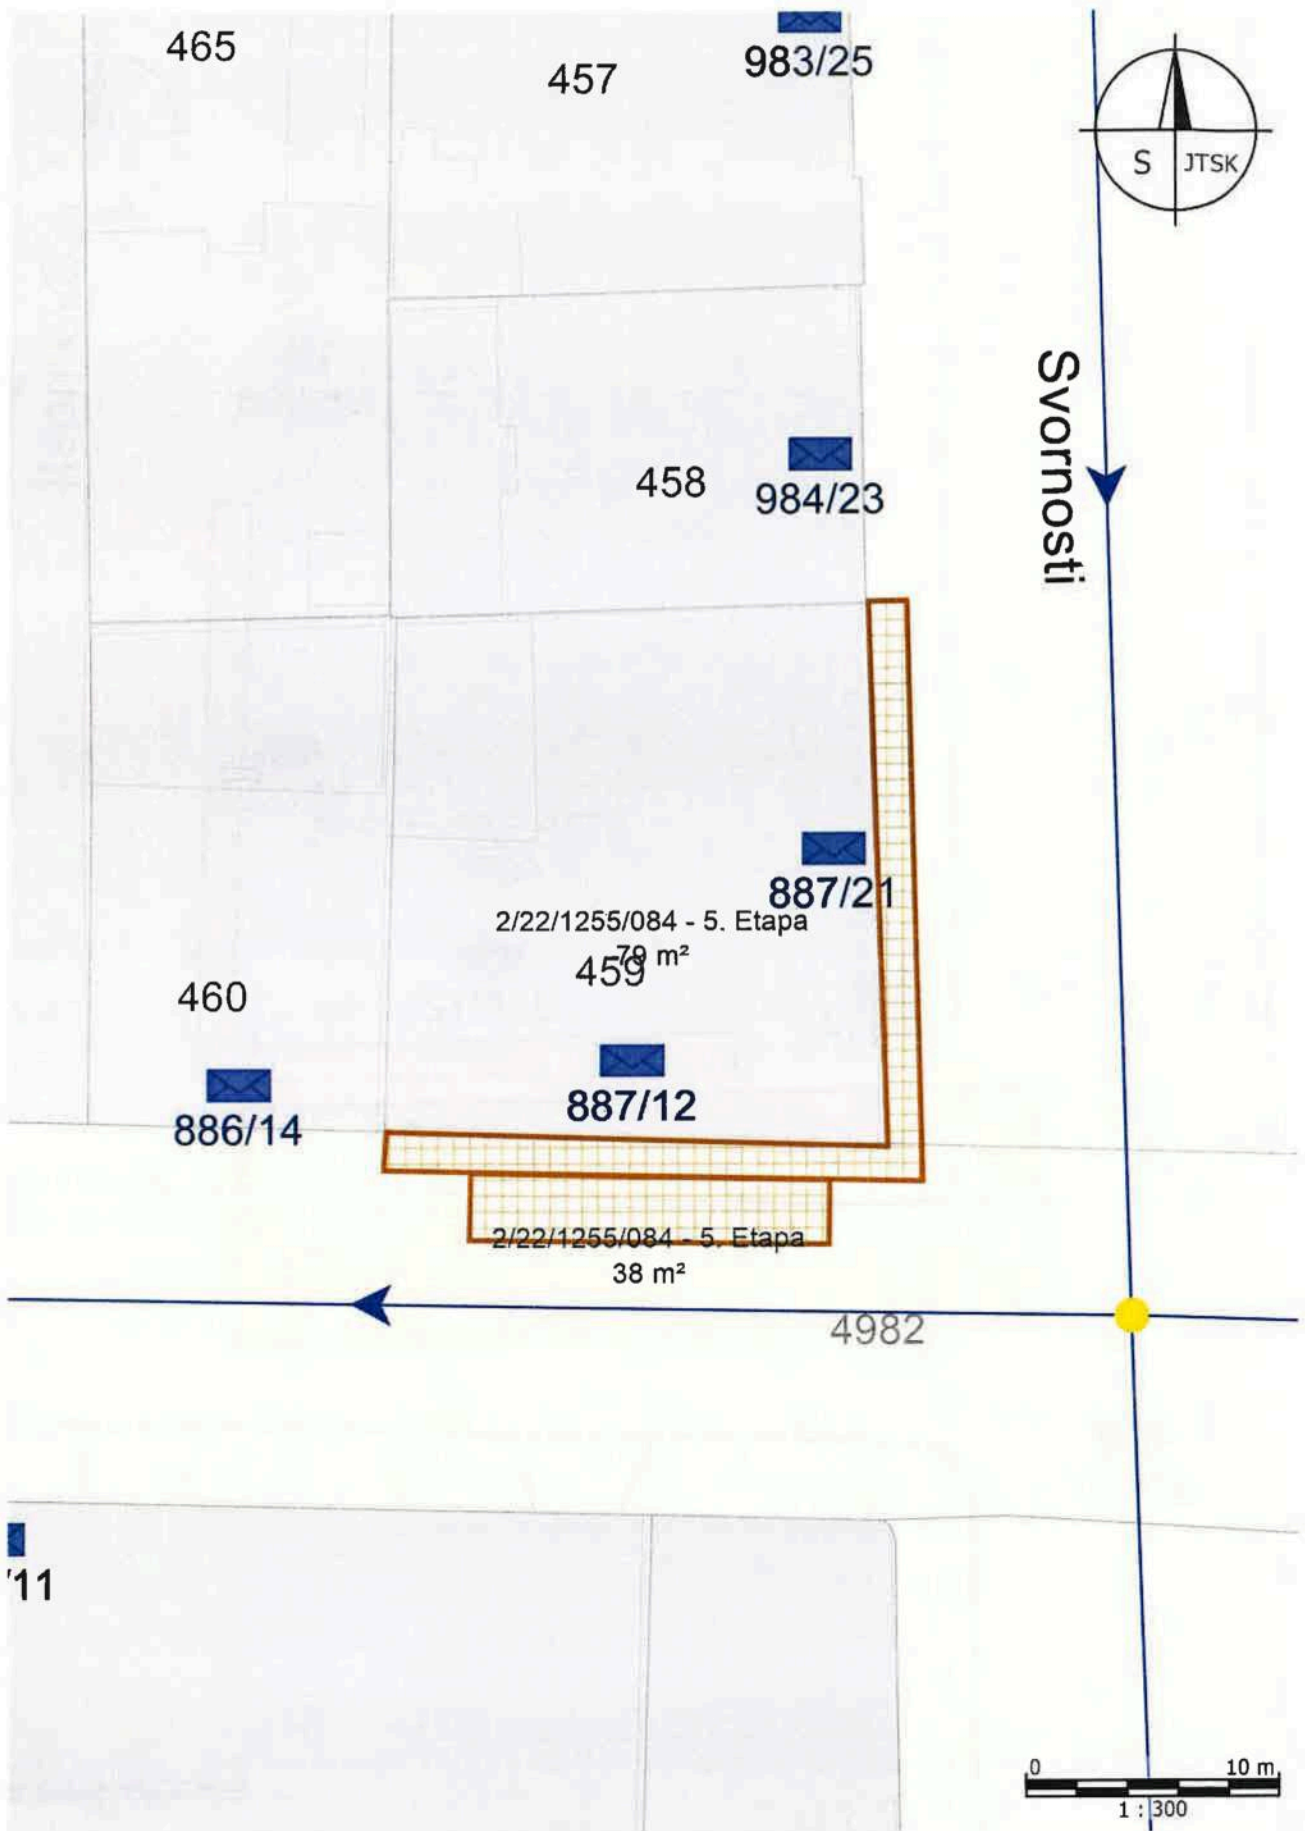 465
457
983/25
S JTSK
Svornosti
458
984/23
887/21
2/22/1255/084 - 5. Etapa
79 m²
459
460
887/12
886/14
2/22/1255/084 - 5. Etapa
38 m²
4982
/11
0 10 m
1 : 300